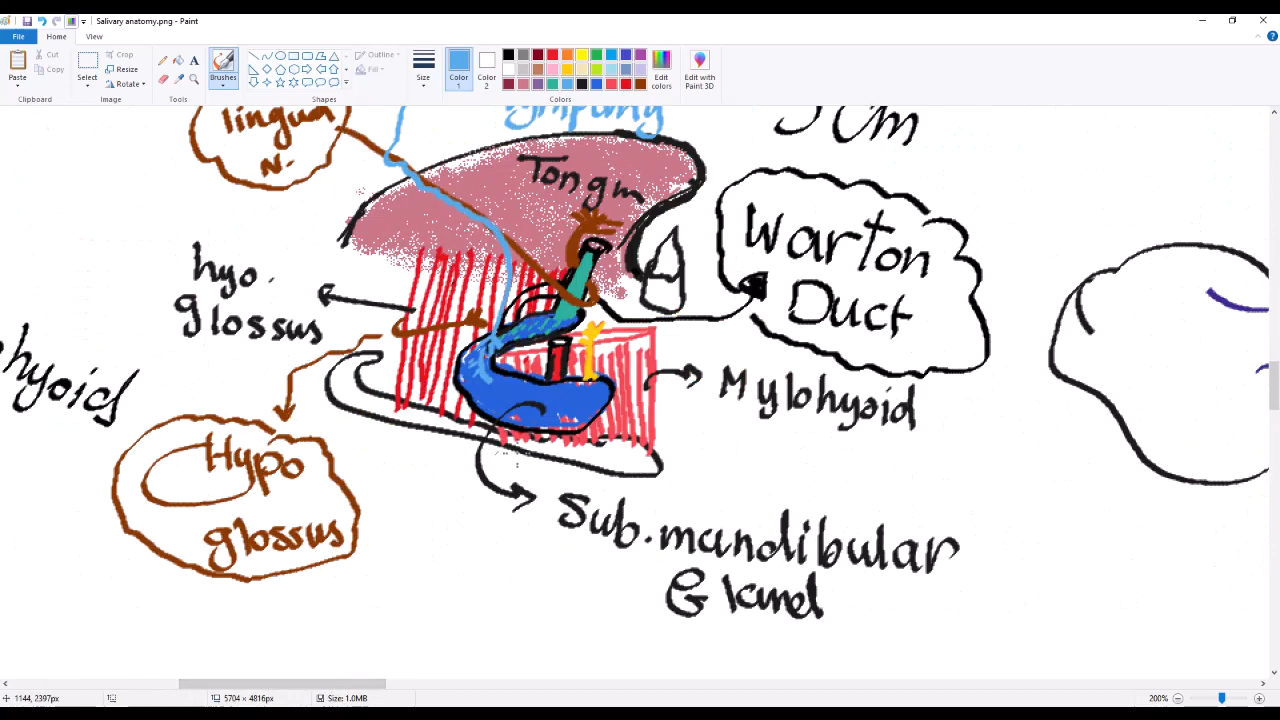 Salivary anatomy.png - Paint
File
Home
View
Paste
Cut
Copy
Clipboard
Select
Crop
Resize
Rotate
Image
Tools
Brushes
Outline
Fill
Shapes
Size
Color
1
Color
2
Colors
Edit
colors
Edit with
Paint 3D
lingual
N.
Tongu
Warton
Duct
hyo.
glossus
hyoids
Mylohyoid
Hypo
glossus
Sub.mandibular
Gland
1144, 2397px
5704 × 4816px
Size: 1.0MB
200%